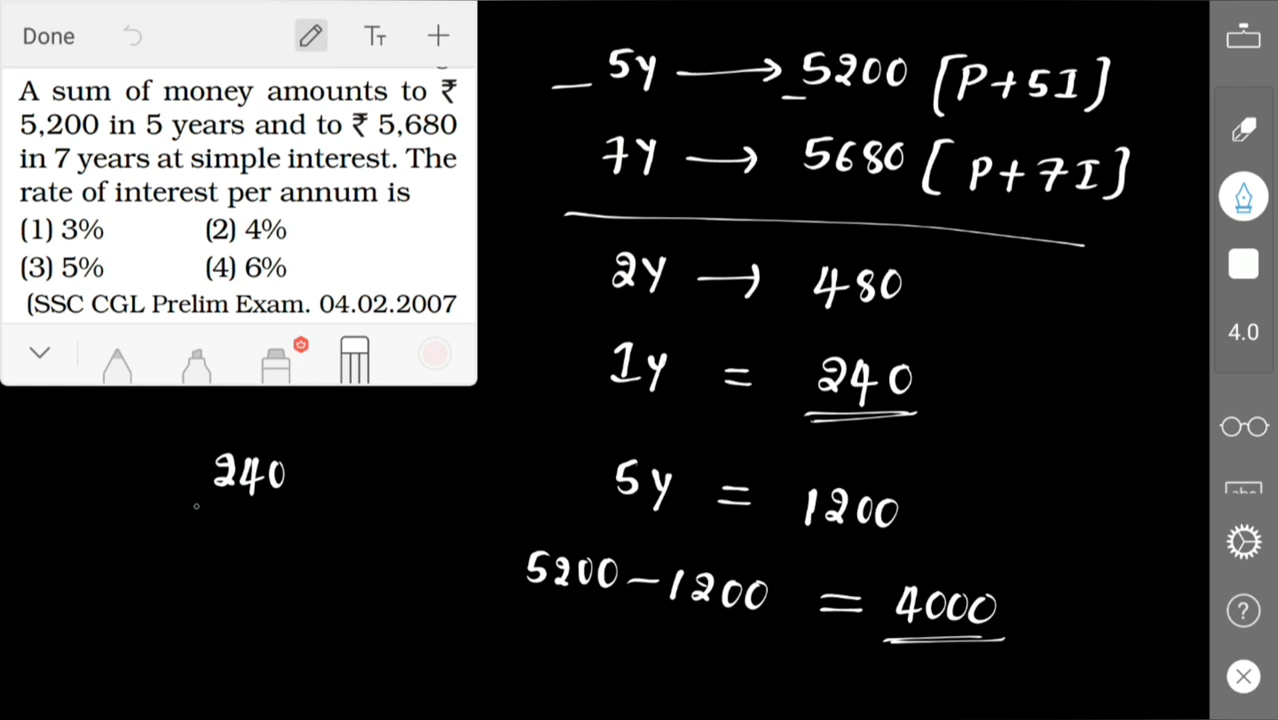 Done
TT
A sum of money amounts to ₹
5,200 in 5 years and to ₹ 5,680
in 7 years at simple interest. The
rate of interest per annum is
(1) 3% (2) 4%
(3) 5% (4) 6%
(SSC CGL Prelim Exam. 04.02.2007
5Y → 5200 [P+5I]
7Y → 5680 [P+7I]
2Y → 480
1Y = 240
5Y = 1200
5200-1200 = 4000
240
4.0
abc
?